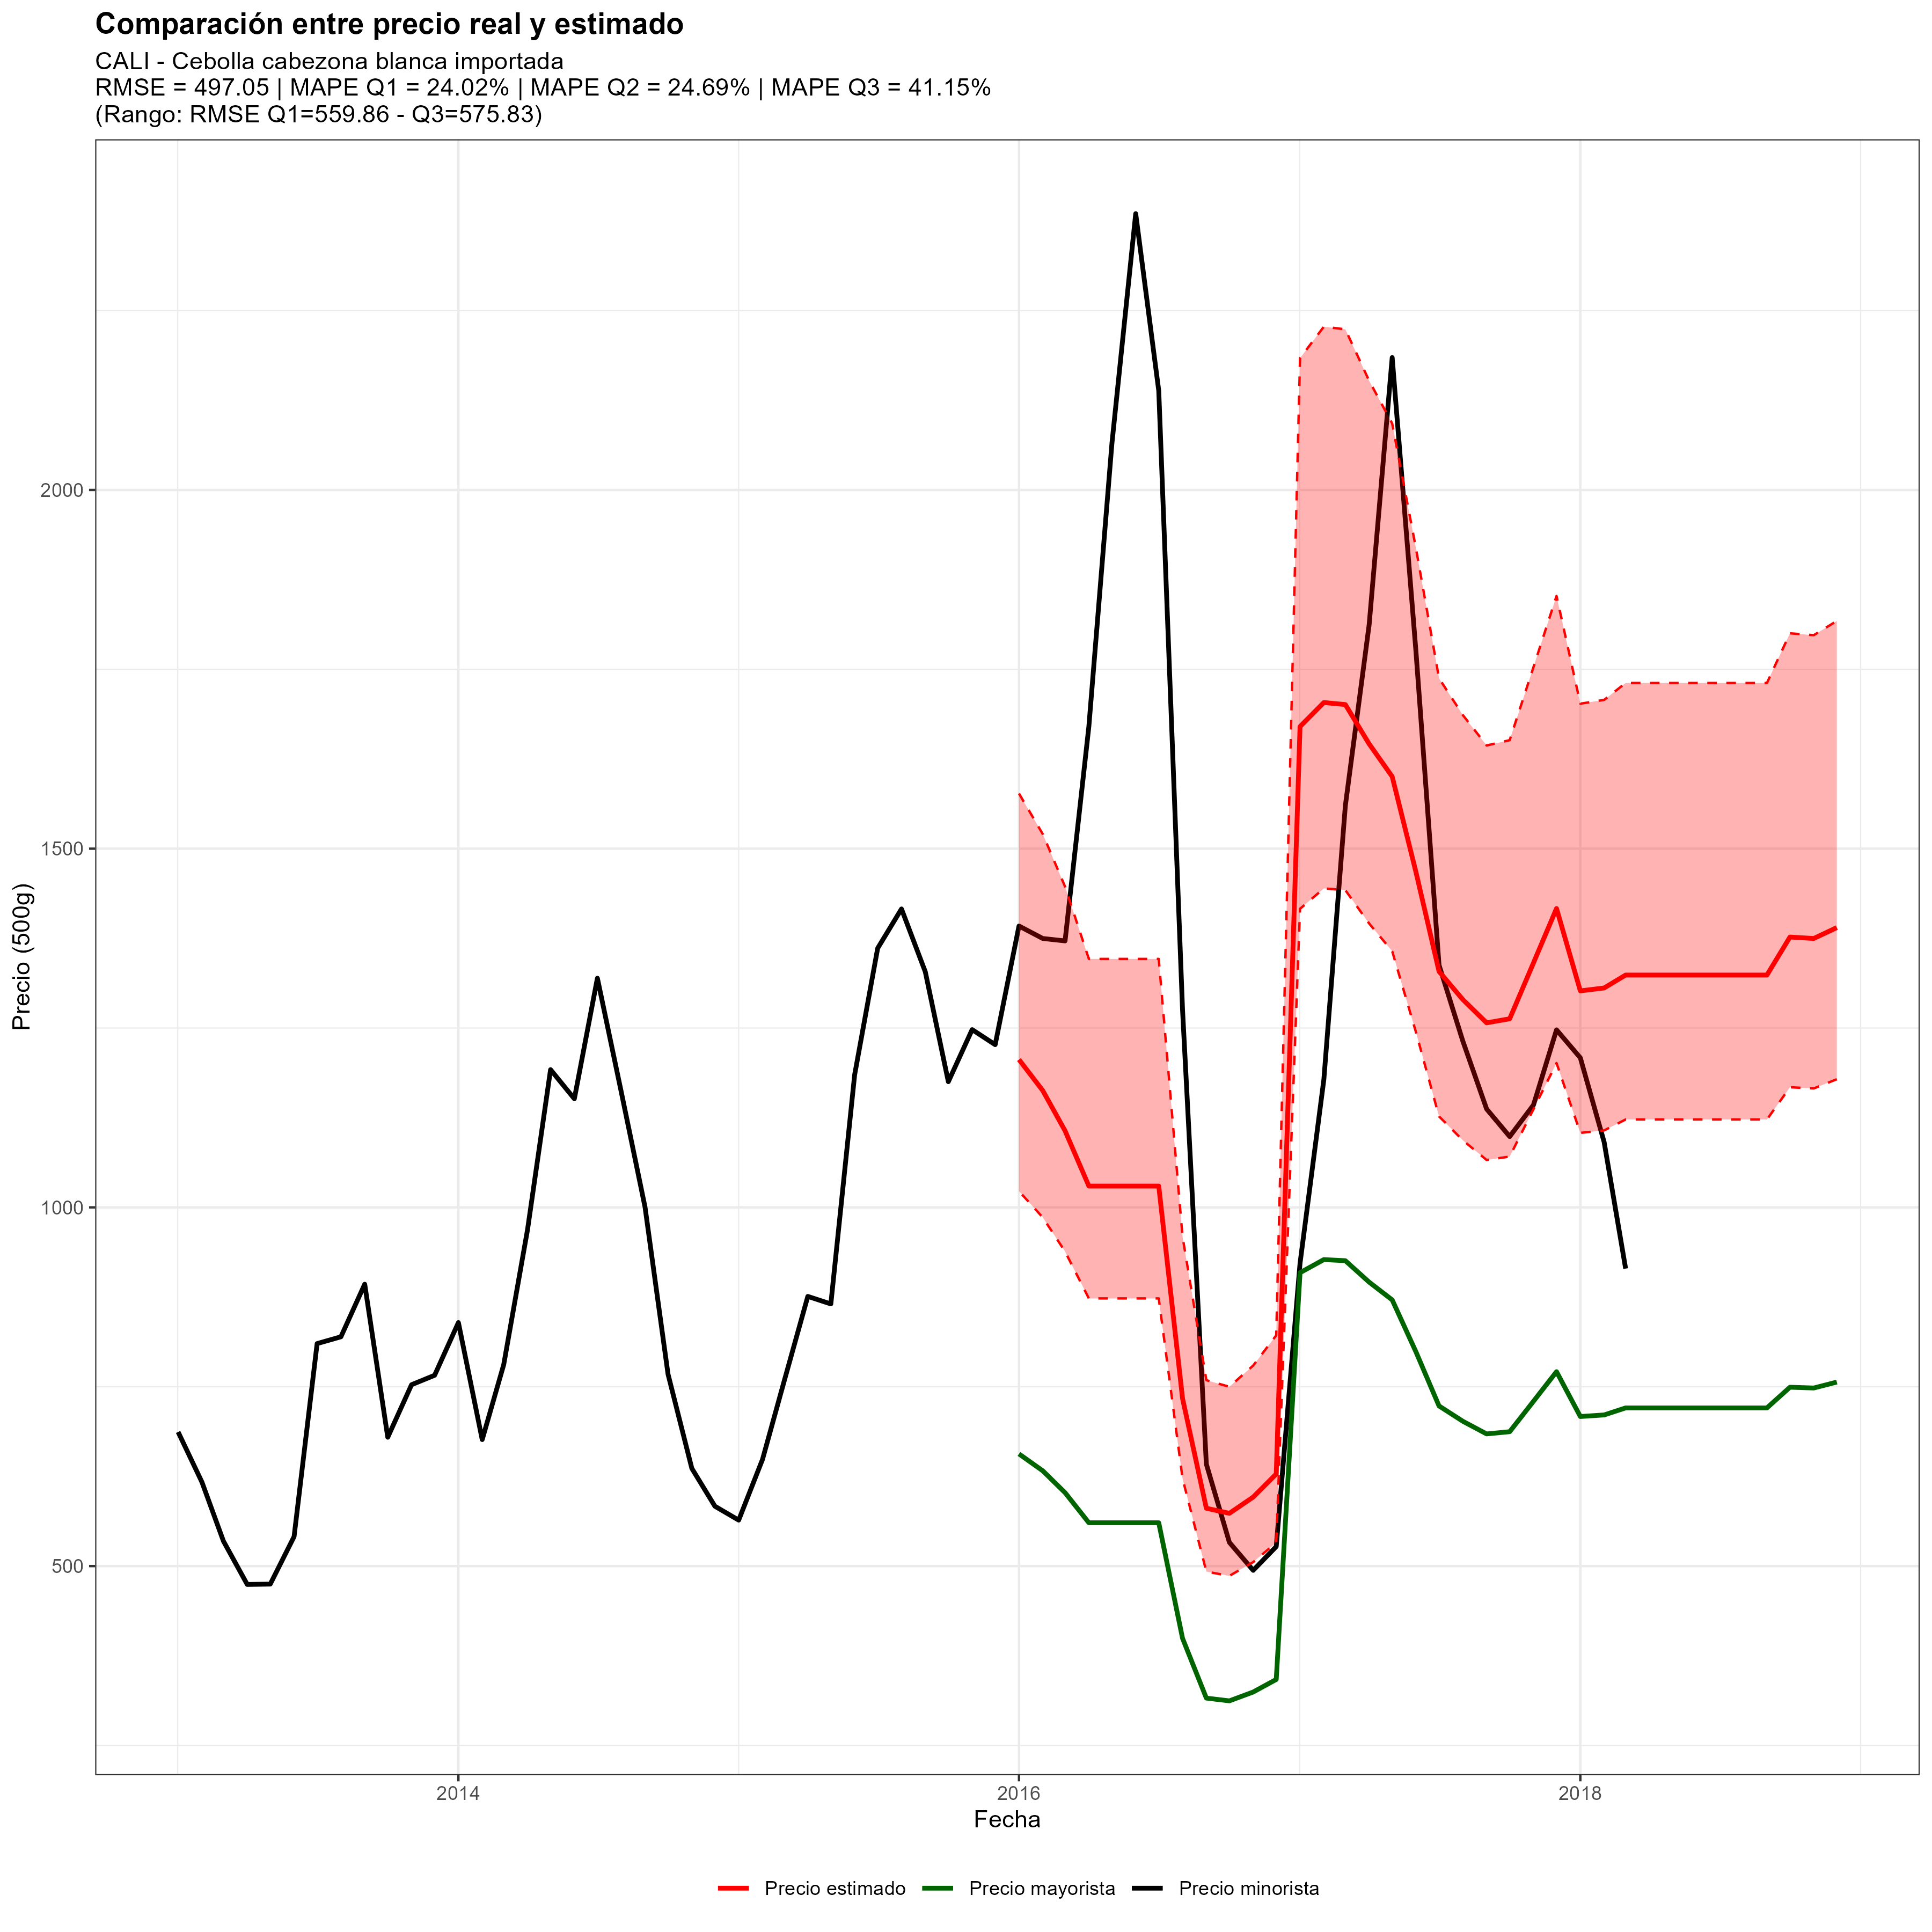 Comparación entre precio real y estimado
CALI - Cebolla cabezona blanca importada
RMSE = 497.05 | MAPE Q1 = 24.02% | MAPE Q2 = 24.69% | MAPE Q3 = 41.15%
(Rango: RMSE Q1=559.86 - Q3=575.83)
Precio (500g)
2000
1500
1000
500
2014
2016
2018
Fecha
Precio estimado
Precio mayorista
Precio minorista